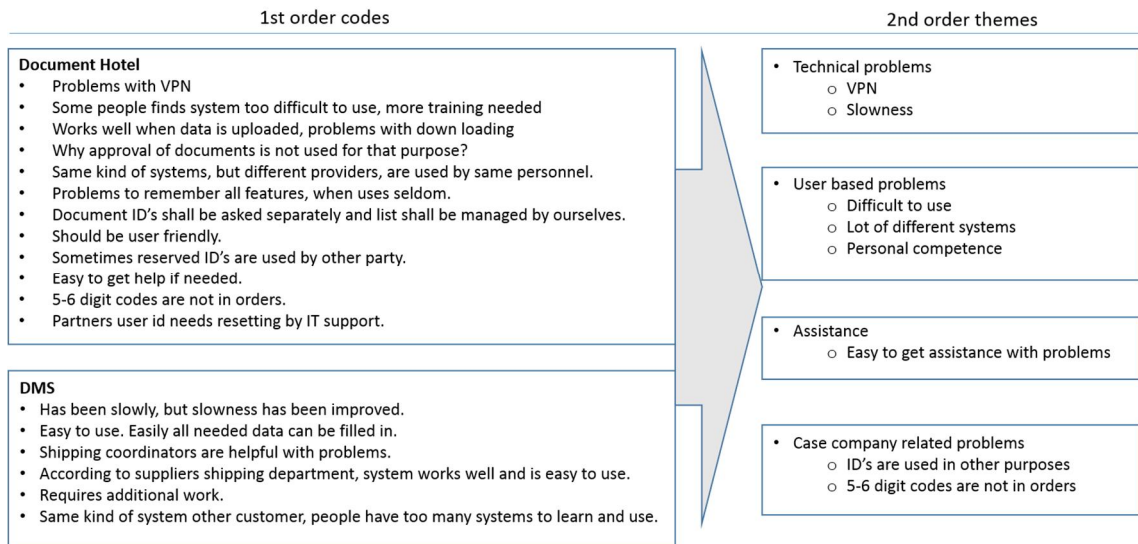 1st order codes
2nd order themes
Document Hotel
• Problems with VPN
• Some people finds system too difficult to use, more training needed
• Works well when data is uploaded, problems with down loading
• Why approval of documents is not used for that purpose?
• Same kind of systems, but different providers, are used by same personnel.
• Problems to remember all features, when uses seldom.
• Document ID's shall be asked separately and list shall be managed by ourselves.
• Should be user friendly.
• Sometimes reserved ID's are used by other party.
• Easy to get help if needed.
• 5-6 digit codes are not in orders.
• Partners user id needs resetting by IT support.
DMS
• Has been slowly, but slowness has been improved.
• Easy to use. Easily all needed data can be filled in.
• Shipping coordinators are helpful with problems.
• According to suppliers shipping department, system works well and is easy to use.
• Requires additional work.
• Same kind of system other customer, people have too many systems to learn and use.
• Technical problems
o VPN
o Slowness
• User based problems
o Difficult to use
o Lot of different systems
o Personal competence
• Assistance
o Easy to get assistance with problems
• Case company related problems
o ID's are used in other purposes
o 5-6 digit codes are not in orders